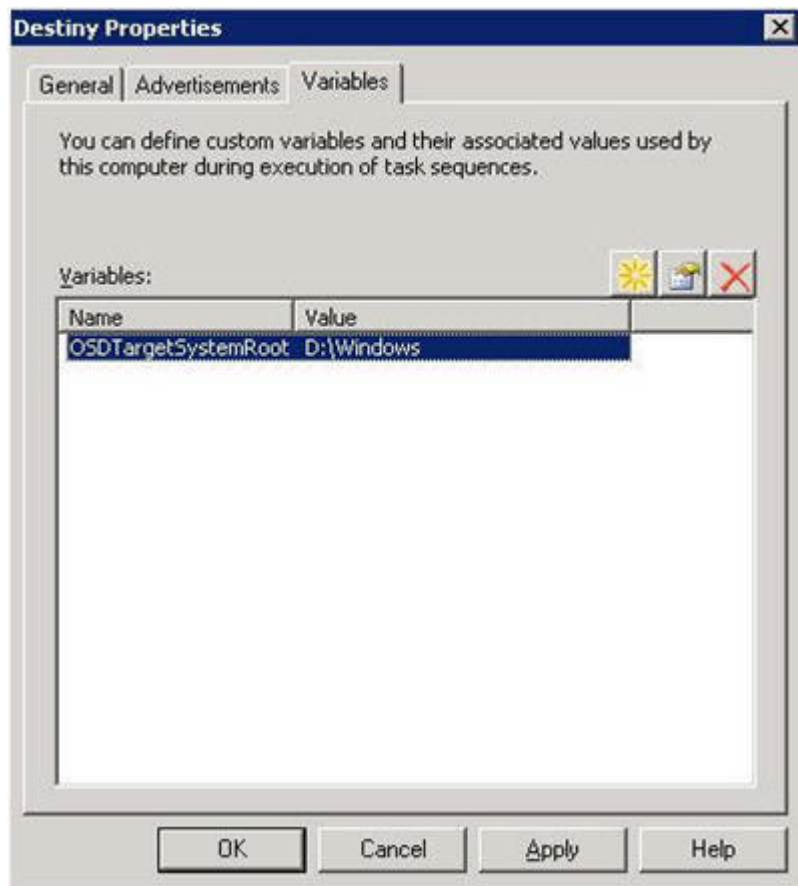 Destiny Properties
General Advertisements Variables
You can define custom variables and their associated values used by
this computer during execution of task sequences.
Variables:
Name Value
OSDTargetSystemRoot D:\Windows
OK Cancel Apply Help